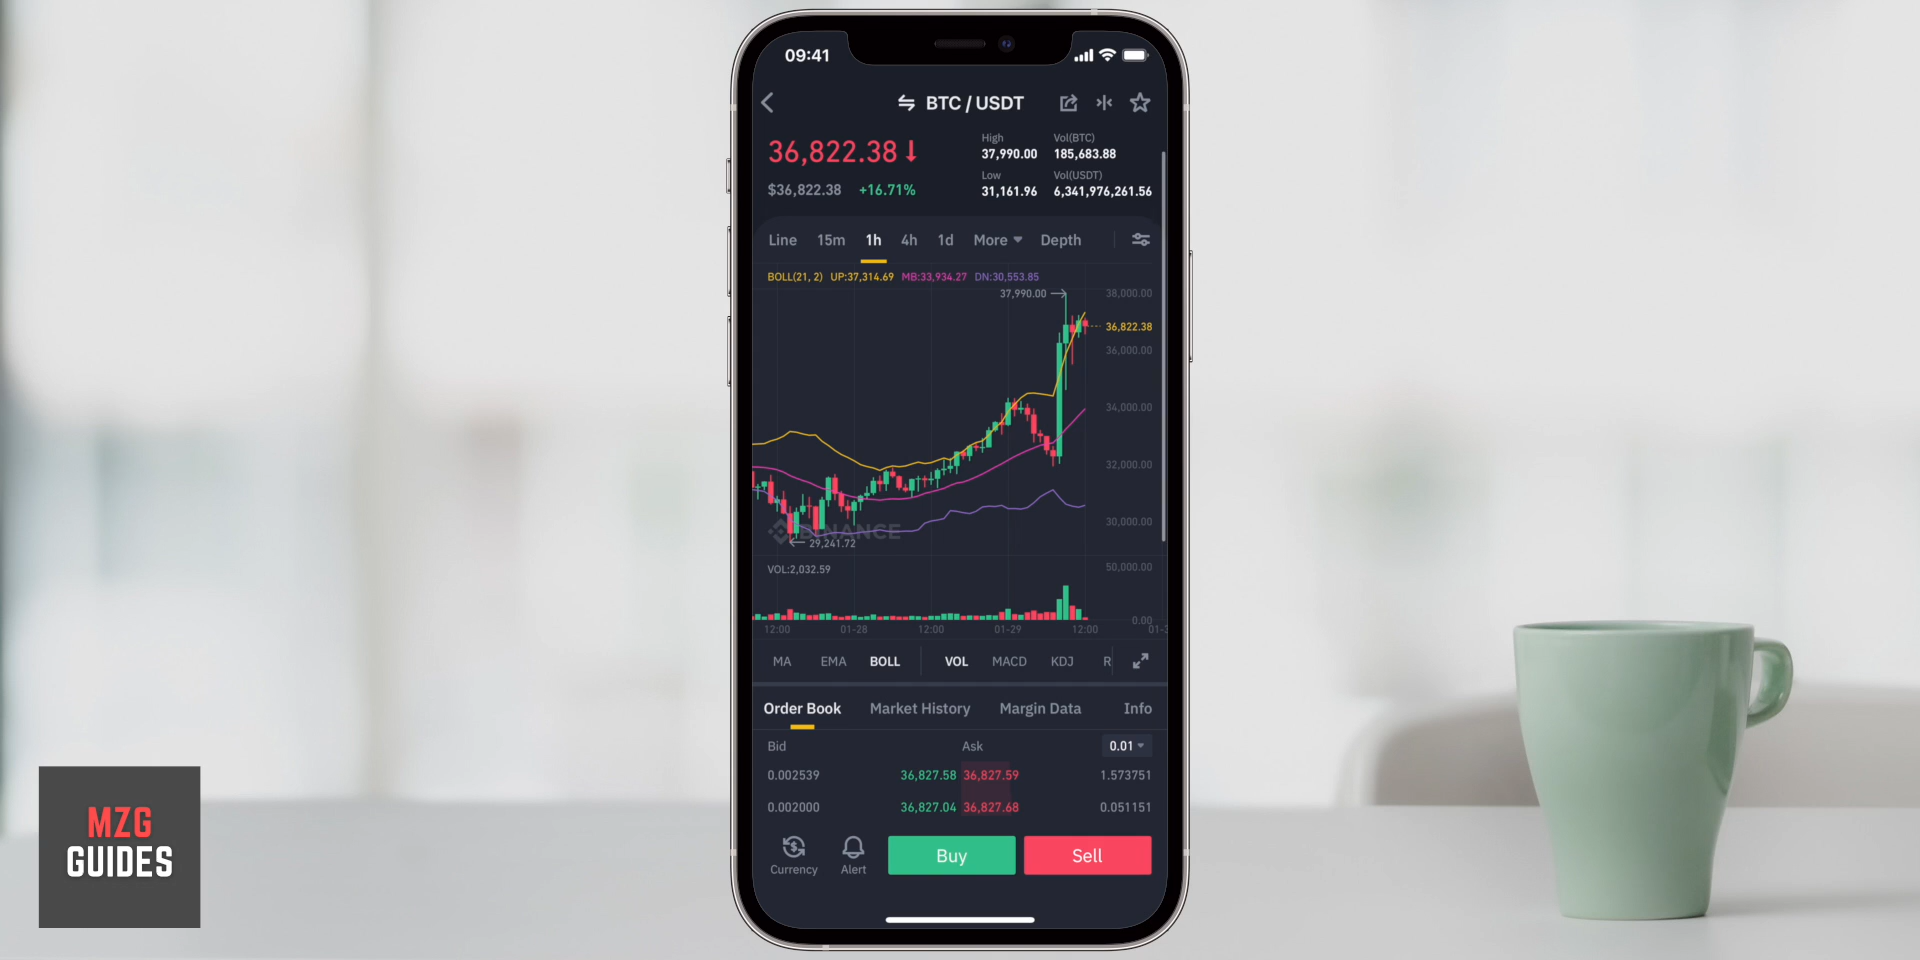 09:41
BTC / USDT
36,822.38
$36,822.38 +16.71%
High
37,990.00
Low
31,161.96
Vol(BTC)
185,683.88
Vol(USDT)
6,341,976,261.56
Line 15m 1h 4h 1d More Depth
BOLL(21, 2) UP:37,314.69 MB:33,934.27 DN:30,553.85
37,990.00
38,000.00
36,822.38
36,000.00
34,000.00
32,000.00
30,000.00
BINANCE
29,241.72
VOL:2,032.59
50,000.00
0.00
12:00 01-28 12:00 01-29 12:00 01-3
MA EMA BOLL VOL MACD KDJ R
Order Book Market History Margin Data Info
Bid Ask 0.01
0.002539 36,827.58 36,827.59 1.573751
0.002000 36,827.04 36,827.68 0.051151
Currency Alert Buy Sell
MZG
GUIDES